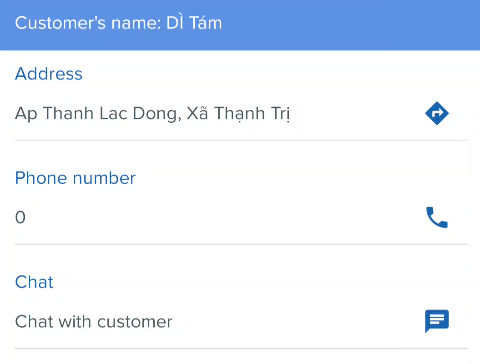 Customer's name: DÌ Tám
Address
Ap Thanh Lac Dong, Xã Thạnh Trị
Phone number
0
Chat
Chat with customer